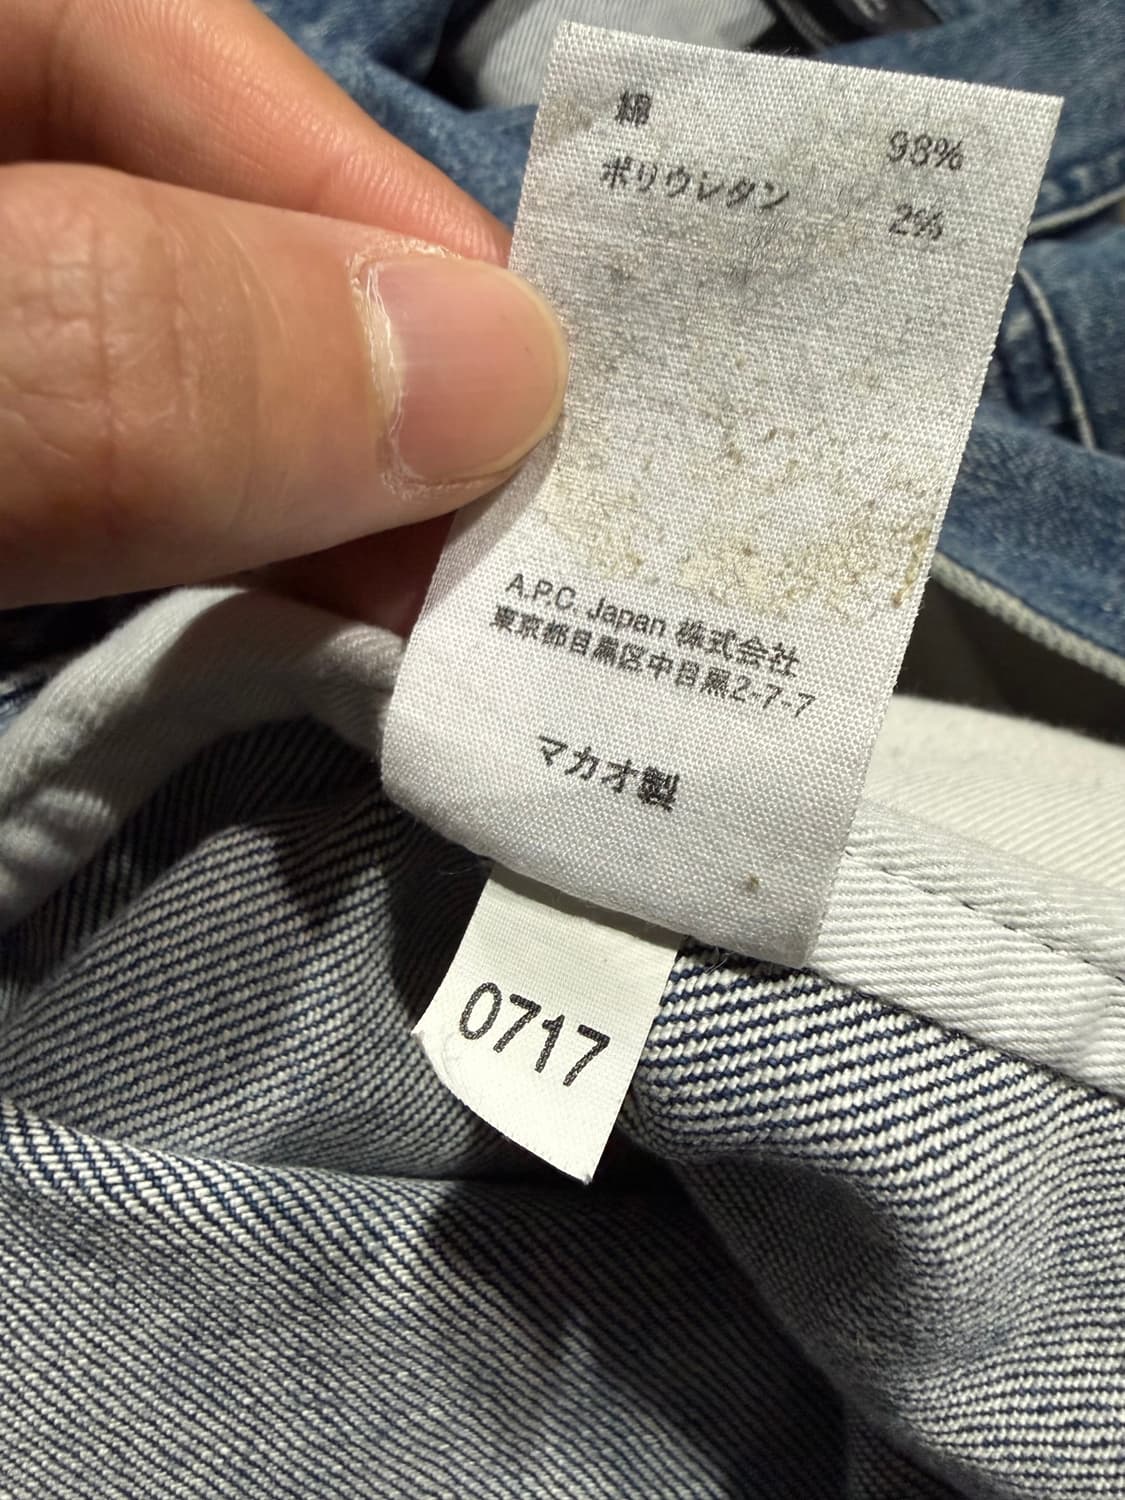 綿 98%
ポリウレタン 2%
A.P.C. Japan 株式会社
東京都目黒区中目黒2-7-7
マカオ製
0717